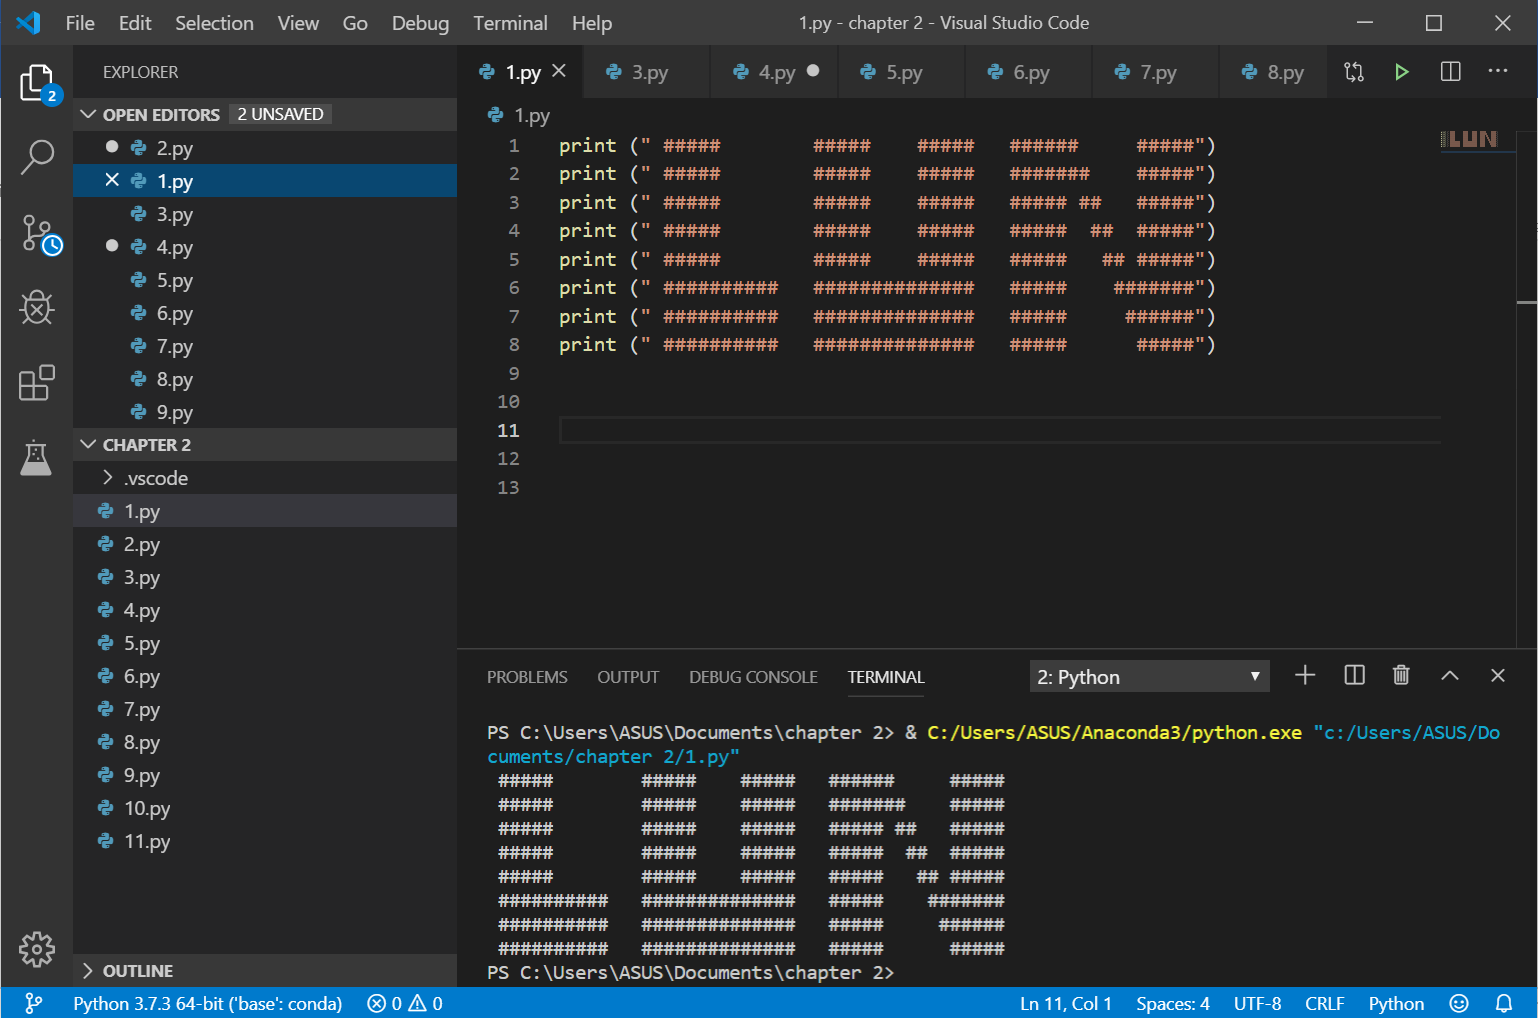 File Edit Selection View Go Debug Terminal Help 1.py - chapter 2 - Visual Studio Code
EXPLORER
2
OPEN EDITORS 2 UNSAVED
2.py
1.py
3.py
4.py
5.py
6.py
7.py
8.py
9.py
CHAPTER 2
.vscode
1.py
2.py
3.py
4.py
5.py
6.py
7.py
8.py
9.py
10.py
11.py
OUTLINE
1.py 3.py 4.py 5.py 6.py 7.py 8.py
1.py
1 print (" #####        #####    #####   ######     #####")
2 print (" #####        #####    #####   #######    #####")
3 print (" #####        #####    #####   ##### ##   #####")
4 print (" #####        #####    #####   #####  ##  #####")
5 print (" #####        #####    #####   #####   ## #####")
6 print (" ##########   ##############   #####    #######")
7 print (" ##########   ##############   #####     ######")
8 print (" ##########   ##############   #####      #####")
9
10
11
12
13
PROBLEMS OUTPUT DEBUG CONSOLE TERMINAL 2: Python
PS C:\Users\ASUS\Documents\chapter 2> & C:/Users/ASUS/Anaconda3/python.exe "c:/Users/ASUS/Do
cuments/chapter 2/1.py"
 #####        #####    #####   ######     #####
 #####        #####    #####   #######    #####
 #####        #####    #####   ##### ##   #####
 #####        #####    #####   #####  ##  #####
 #####        #####    #####   #####   ## #####
 ##########   ##############   #####    #######
 ##########   ##############   #####     ######
 ##########   ##############   #####      #####
PS C:\Users\ASUS\Documents\chapter 2>
Python 3.7.3 64-bit ('base': conda) 0 0 Ln 11, Col 1 Spaces: 4 UTF-8 CRLF Python